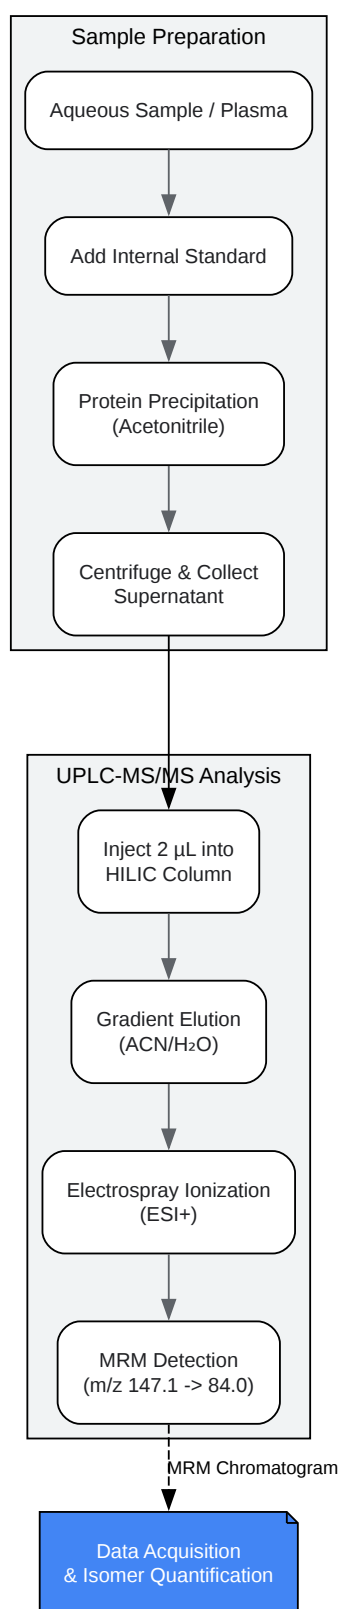 Sample Preparation
Aqueous Sample / Plasma
Add Internal Standard
Protein Precipitation
(Acetonitrile)
Centrifuge & Collect
Supernatant
UPLC-MS/MS Analysis
Inject 2 µL into
HILIC Column
Gradient Elution
(ACN/H₂O)
Electrospray Ionization
(ESI+)
MRM Detection
(m/z 147.1 -> 84.0)
MRM Chromatogram
Data Acquisition
& Isomer Quantification